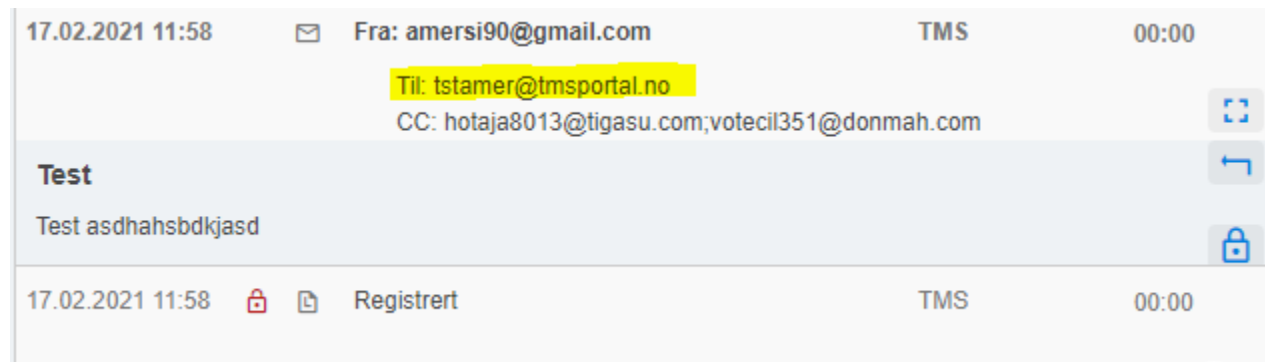 17.02.2021 11:58 Fra: amersi90@gmail.com TMS 00:00
Til: tstamer@tmsportal.no
CC: hotaja8013@tigasu.com;votecil351@donmah.com
Test
Test asdhahsbdkjasd
17.02.2021 11:58 Registrert TMS 00:00